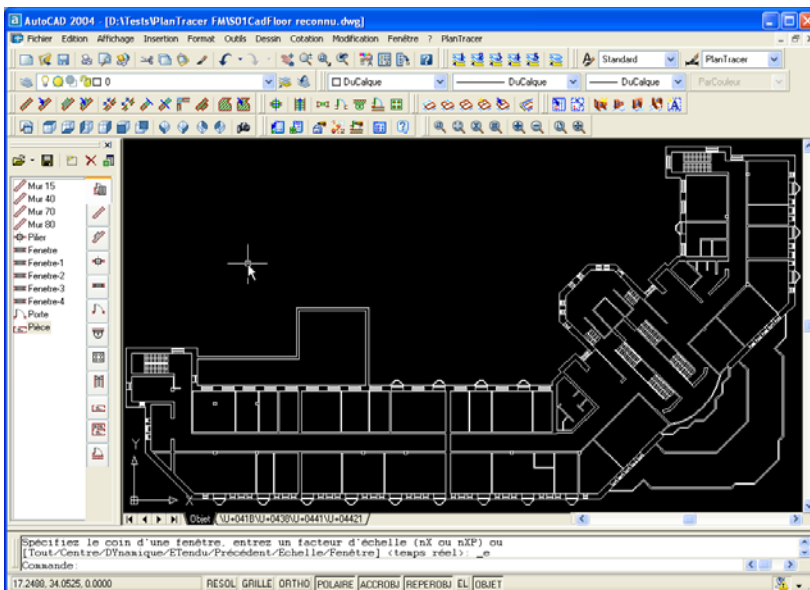 AutoCAD 2004 - [D:\Tests\PlanTracer FM\S01CadFloor reconnu.dwg]
Fichier Edition Affichage Insertion Format Outils Dessin Cotation Modification Fenêtre ? PlanTracer
Standard PlanTracer
0 DuCalque DuCalque DuCalque ParCouleur
Mur 15
Mur 40
Mur 70
Mur 80
Pilier
Fenetre
Fenetre-1
Fenetre-2
Fenetre-3
Fenetre-4
Porte
Pièce
Y
X
Objet \U+041B\U+0438\U+0441\U+04421
Spécifiez le coin d'une fenêtre, entrez un facteur d'échelle (nX ou nXP) ou
[Tout/Centre/DYnamique/ETendu/Précédent/Echelle/Fenêtre] <temps réel>: _e
Commande:
17.2488, 34.0525, 0.0000 RESOL GRILLE ORTHO POLAIRE ACCROBJ REPEROBJ EL OBJET